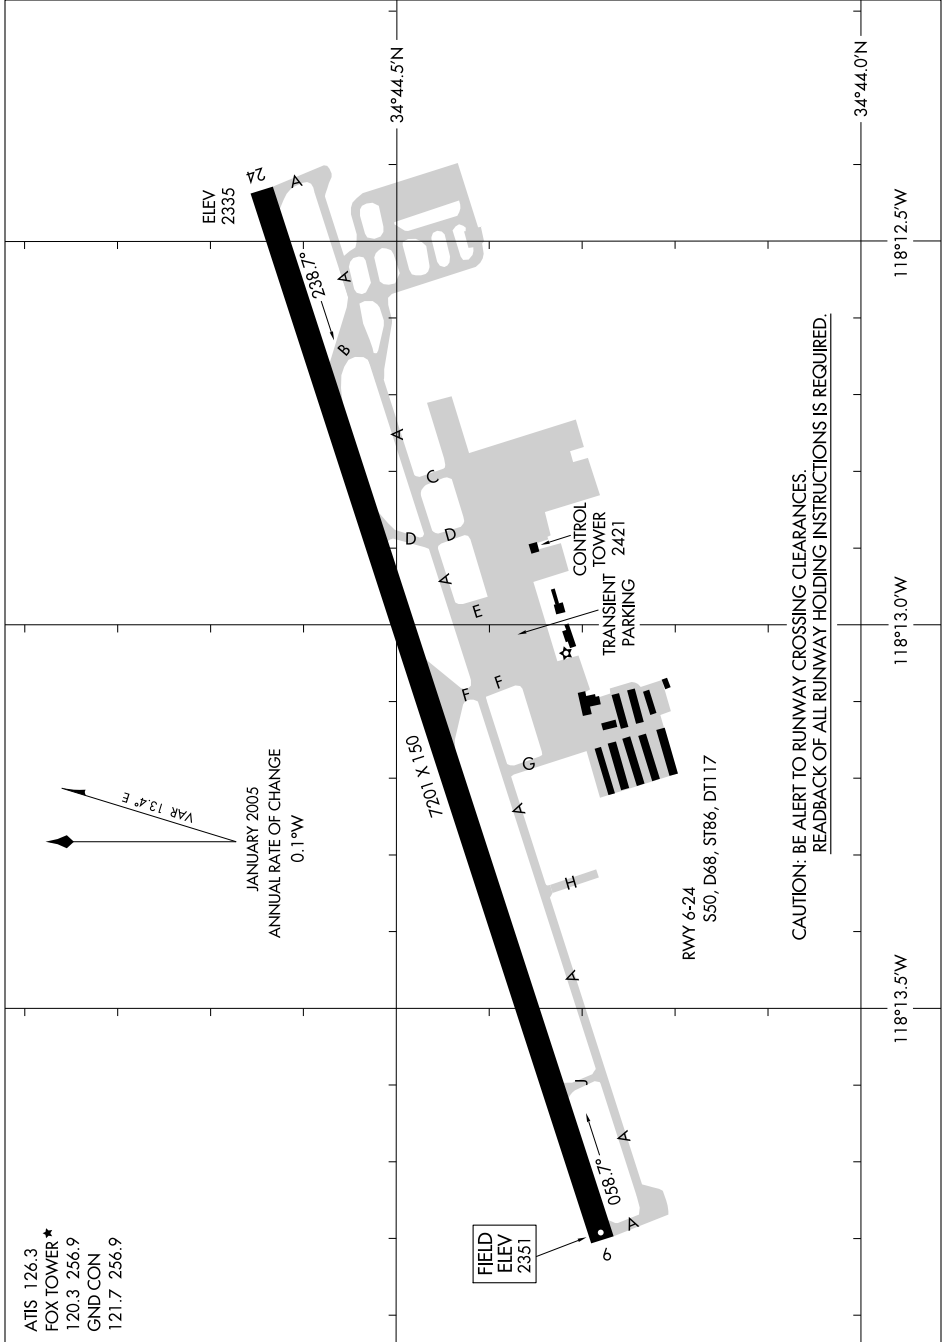 ATIS 126.3
FOX TOWER ★
120.3 256.9
GND CON
121.7 256.9
JANUARY 2005
ANNUAL RATE OF CHANGE
0.1°W
VAR 13.4° E
ELEV
2335
24
A
238.7°
A
B
A
C
D
D
A
E
F
F
7201 X 150
G
A
H
A
J
A
058.7°
A
6
FIELD
ELEV
2351
CONTROL
TOWER
2421
TRANSIENT
PARKING
RWY 6-24
S50, D68, ST86, DT117
CAUTION: BE ALERT TO RUNWAY CROSSING CLEARANCES.
READBACK OF ALL RUNWAY HOLDING INSTRUCTIONS IS REQUIRED.
34°44.5'N
34°44.0'N
118°12.5'W
118°13.0'W
118°13.5'W